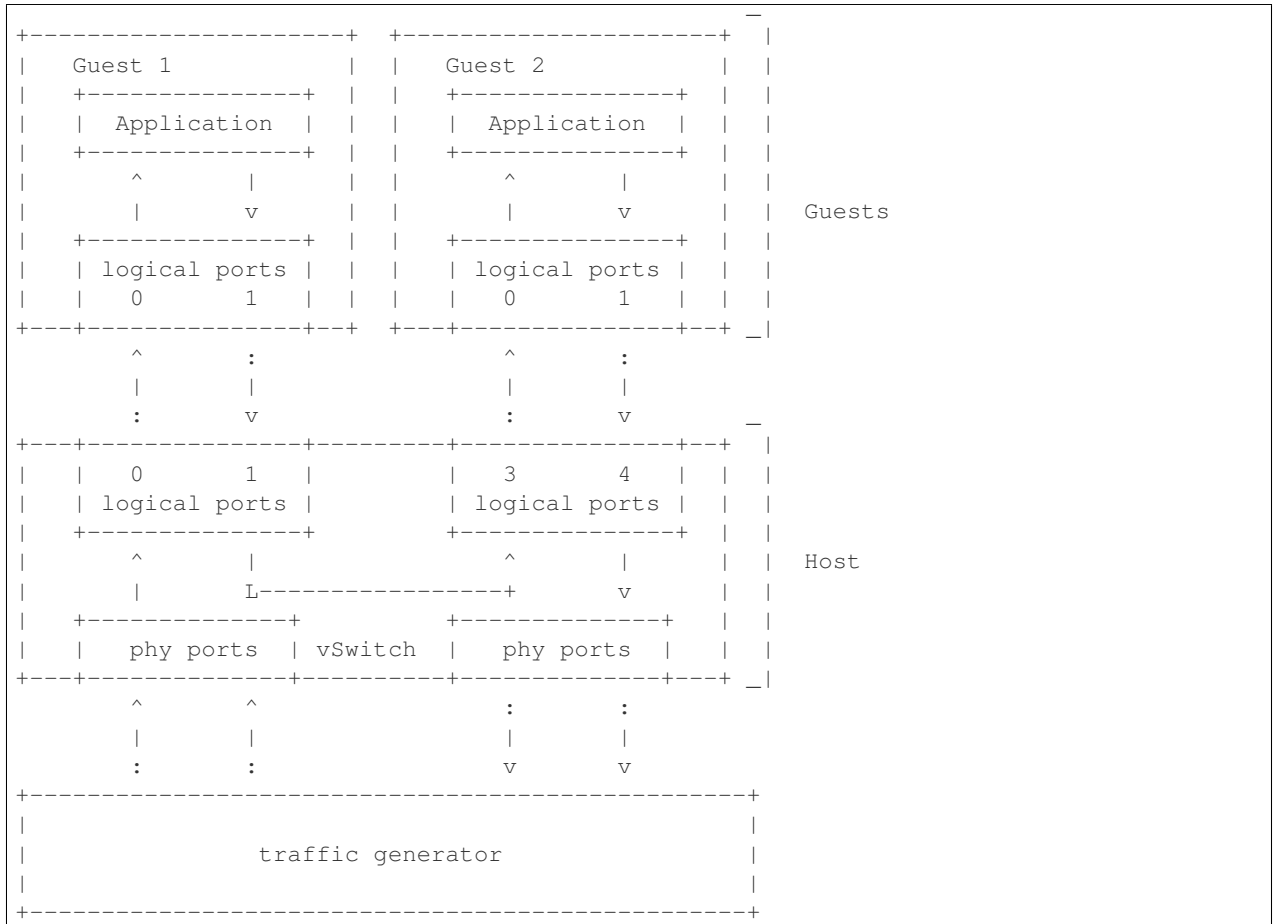 Guest 1 Guest 2
Application Application
Guests
logical ports logical ports
0 1 0 1
0 1 3 4
logical ports logical ports
Host
phy ports vSwitch phy ports
traffic generator